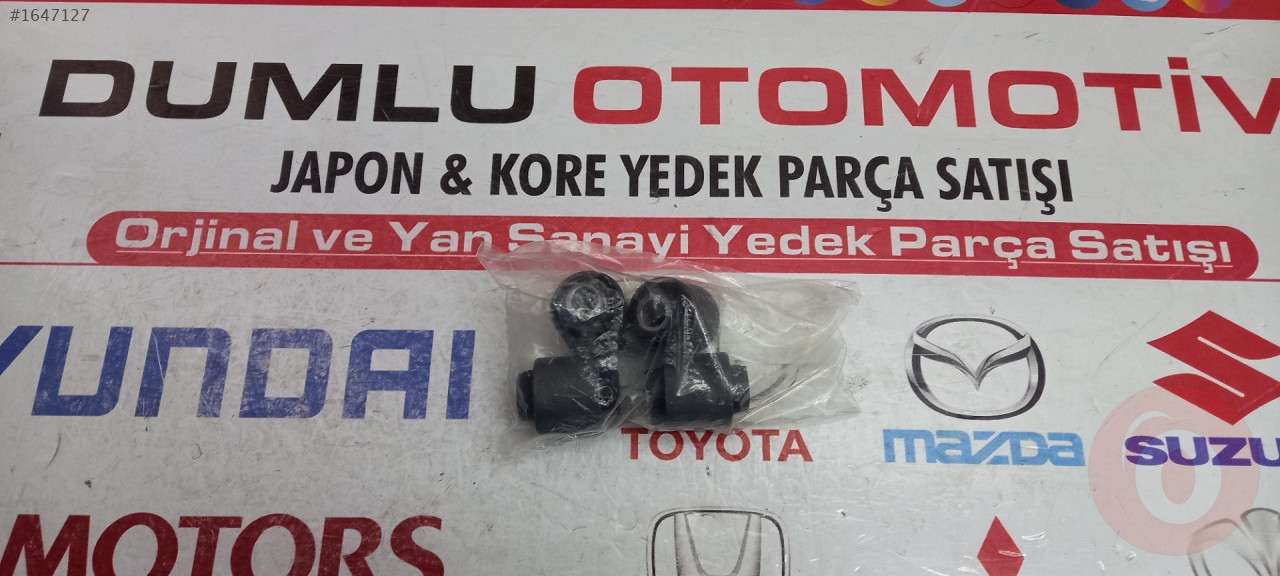 #1647127
DUMLU OTOMOTİV
JAPON & KORE YEDEK PARÇA SATIŞI
Orjinal ve Yan Sanayi Yedek Parça Satışı
YUNDAI
TOYOTA
mazda
SUZU
MOTORS